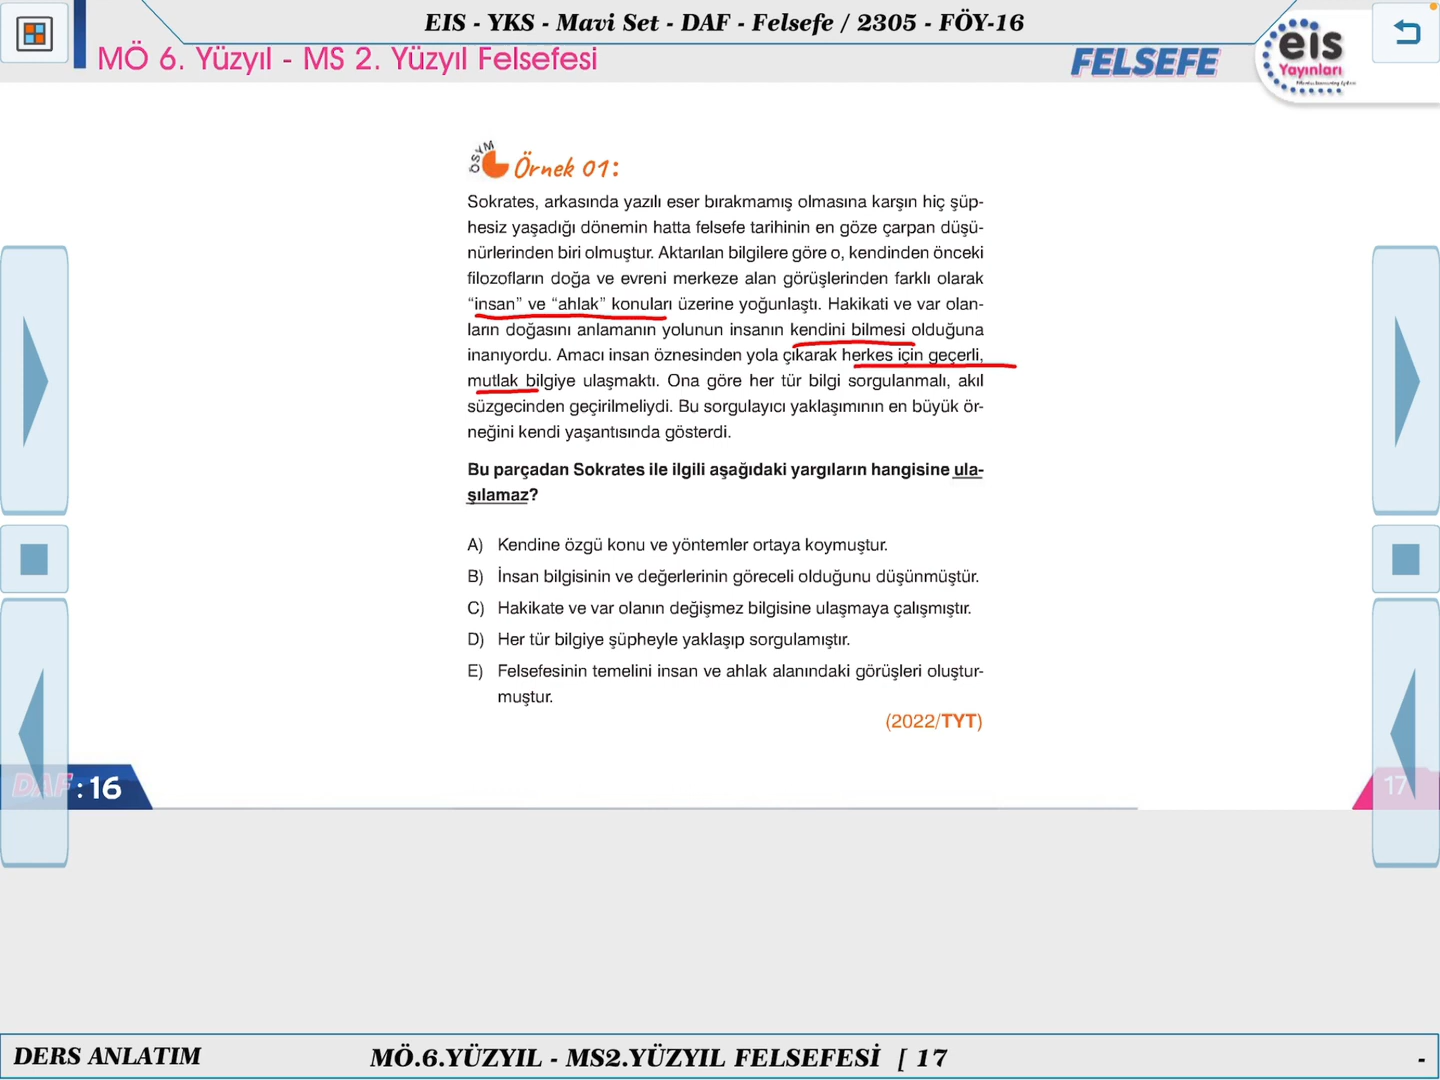 EIS - YKS - Mavi Set - DAF - Felsefe / 2305 - FÖY-16
MÖ 6. Yüzyıl - MS 2. Yüzyıl Felsefesi
FELSEFE
eis
Yayınları
ÖSYM
Örnek 01:
Sokrates, arkasında yazılı eser bırakmamış olmasına karşın hiç şüp-
hesiz yaşadığı dönemin hatta felsefe tarihinin en göze çarpan düşü-
nürlerinden biri olmuştur. Aktarılan bilgilere göre o, kendinden önceki
filozofların doğa ve evreni merkeze alan görüşlerinden farklı olarak
“insan” ve “ahlak” konuları üzerine yoğunlaştı. Hakikati ve var olan-
ların doğasını anlamanın yolunun insanın kendini bilmesi olduğuna
inanıyordu. Amacı insan öznesinden yola çıkarak herkes için geçerli,
mutlak bilgiye ulaşmaktı. Ona göre her tür bilgi sorgulanmalı, akıl
süzgecinden geçirilmeliydi. Bu sorgulayıcı yaklaşımının en büyük ör-
neğini kendi yaşantısında gösterdi.
Bu parçadan Sokrates ile ilgili aşağıdaki yargıların hangisine ula-
şılamaz?
A) Kendine özgü konu ve yöntemler ortaya koymuştur.
B) İnsan bilgisinin ve değerlerinin göreceli olduğunu düşünmüştür.
C) Hakikate ve var olanın değişmez bilgisine ulaşmaya çalışmıştır.
D) Her tür bilgiye şüpheyle yaklaşıp sorgulamıştır.
E) Felsefesinin temelini insan ve ahlak alanındaki görüşleri oluştur-
muştur.
(2022/TYT)
DAF : 16
17
DERS ANLATIM
MÖ.6.YÜZYIL - MS2.YÜZYIL FELSEFESİ [ 17
-